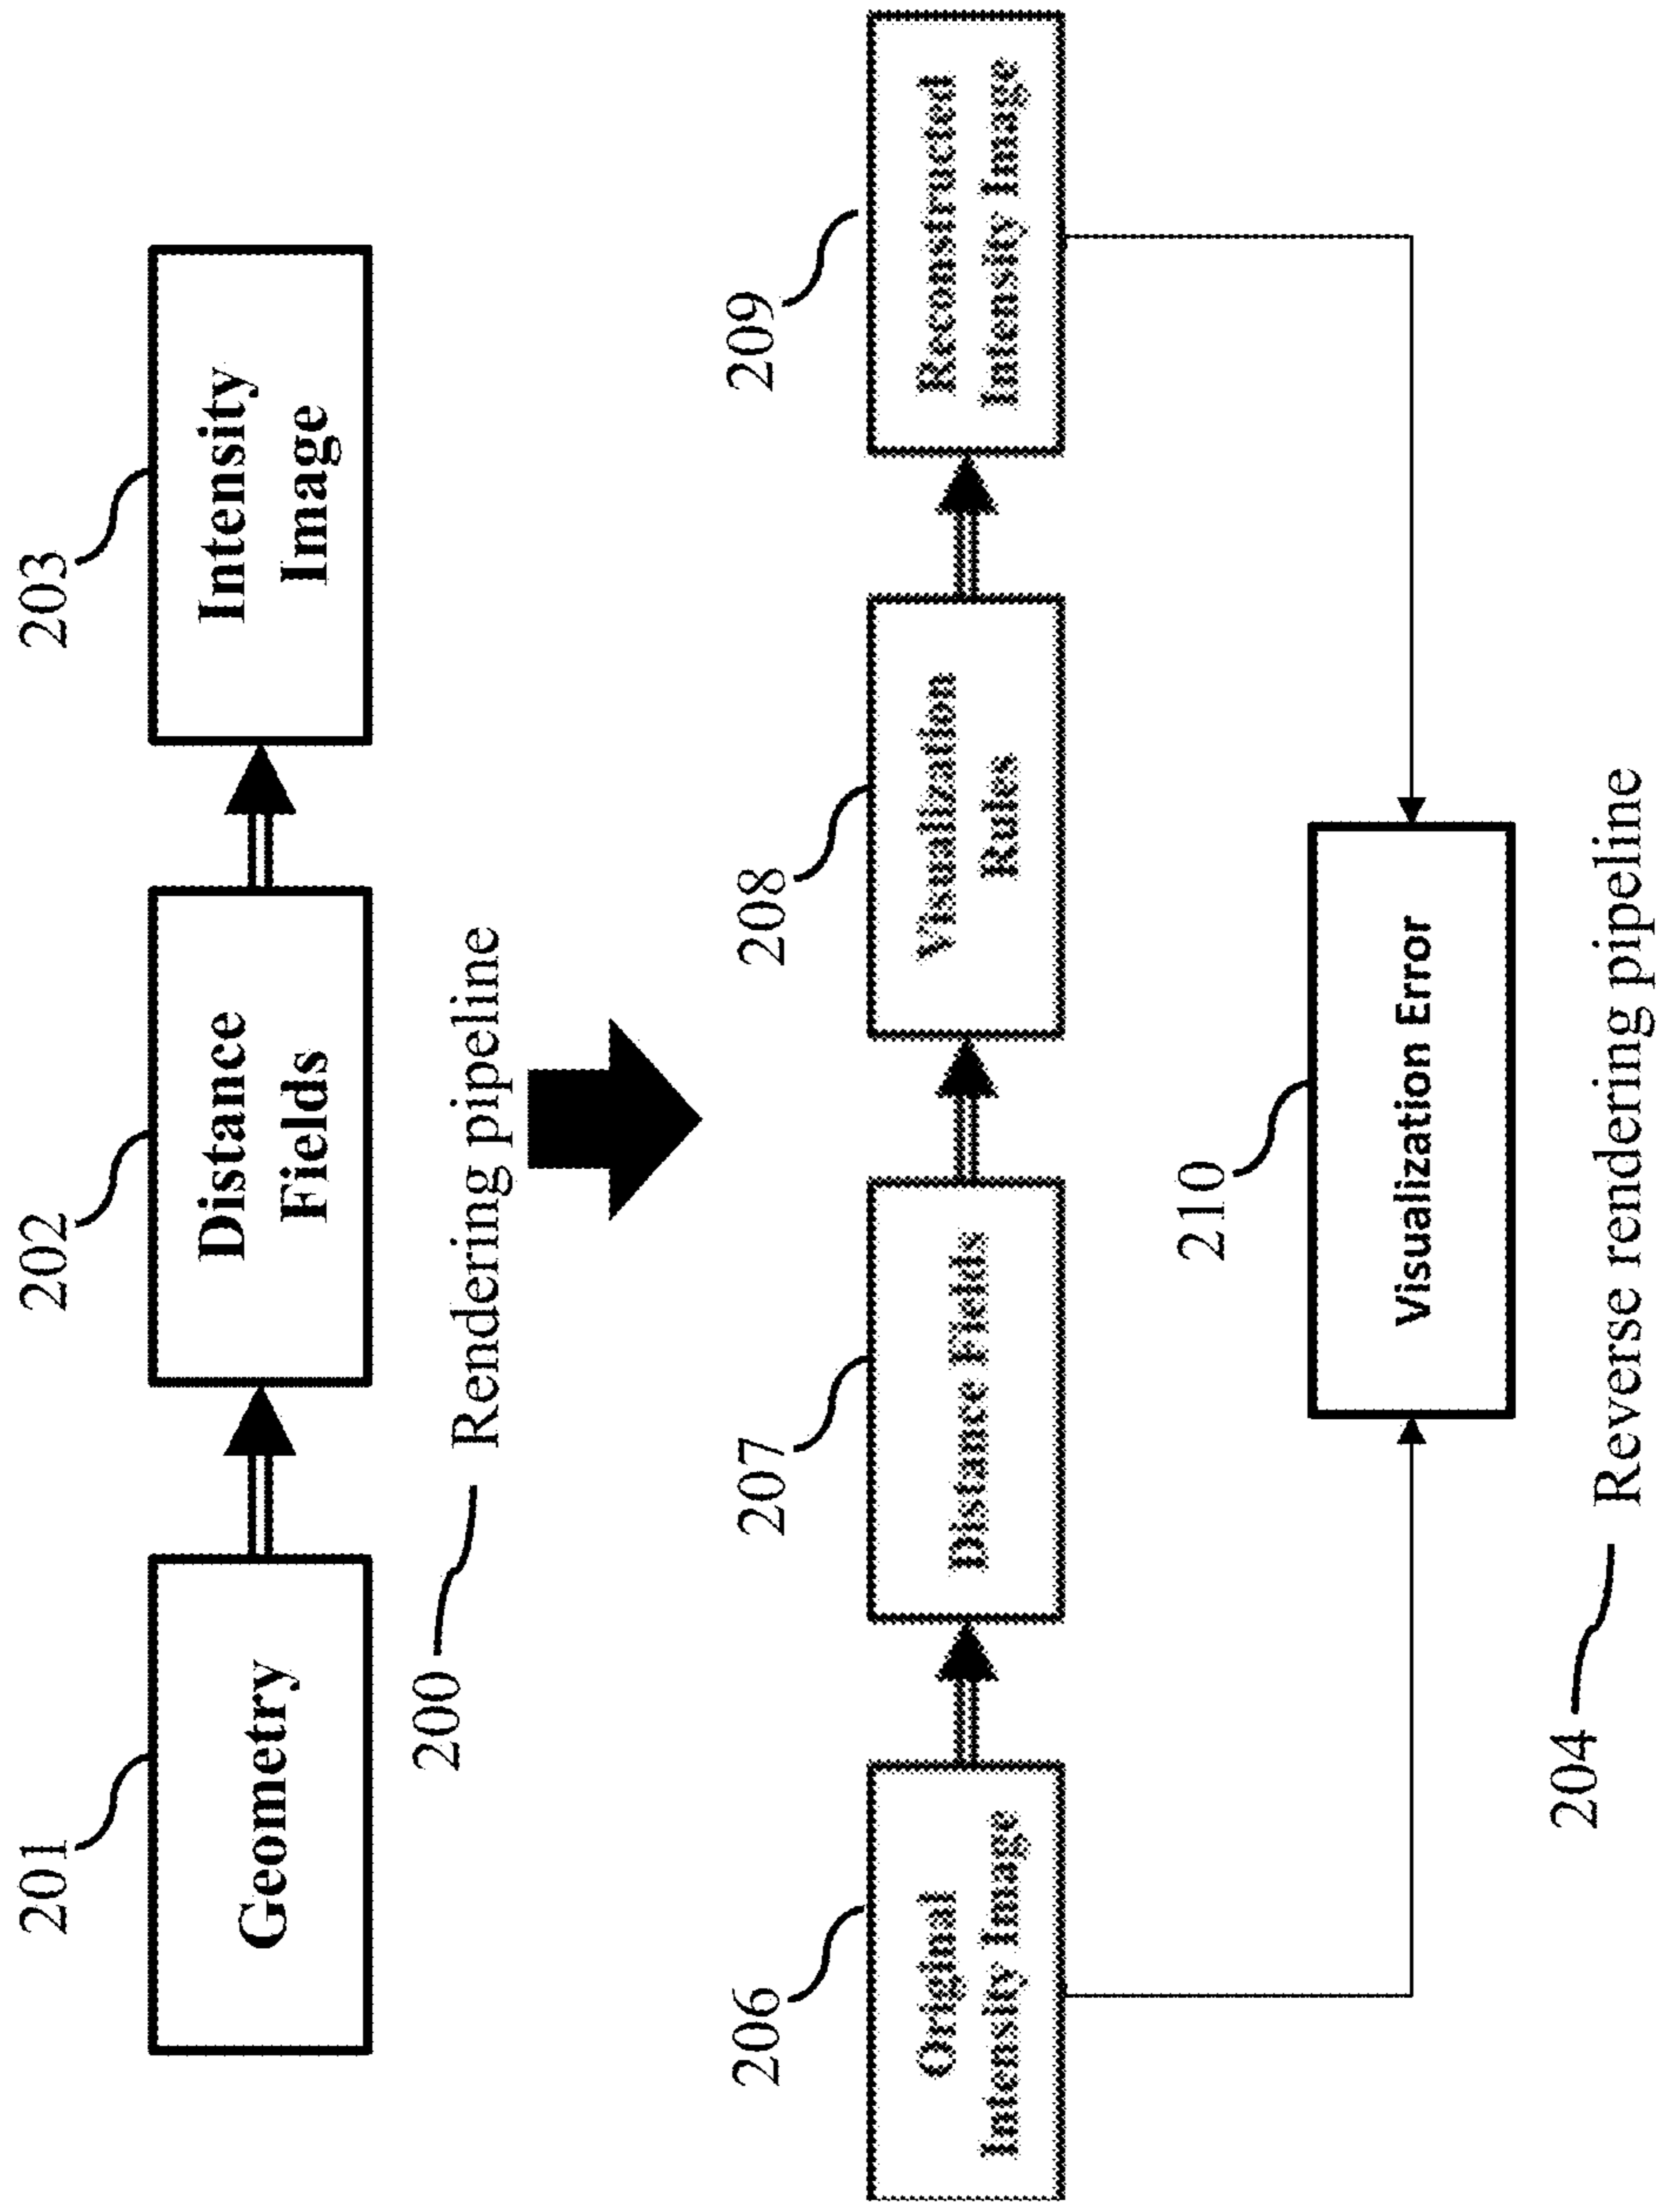 201
202
203
Geometry
Distance
Fields
Intensity
Image
200
Rendering pipeline
206
207
208
209
Original
Intensity Image
Distance Fields
Visualization
Rules
Reconstructed
Intensity Image
210
Visualization Error
204
Reverse rendering pipeline